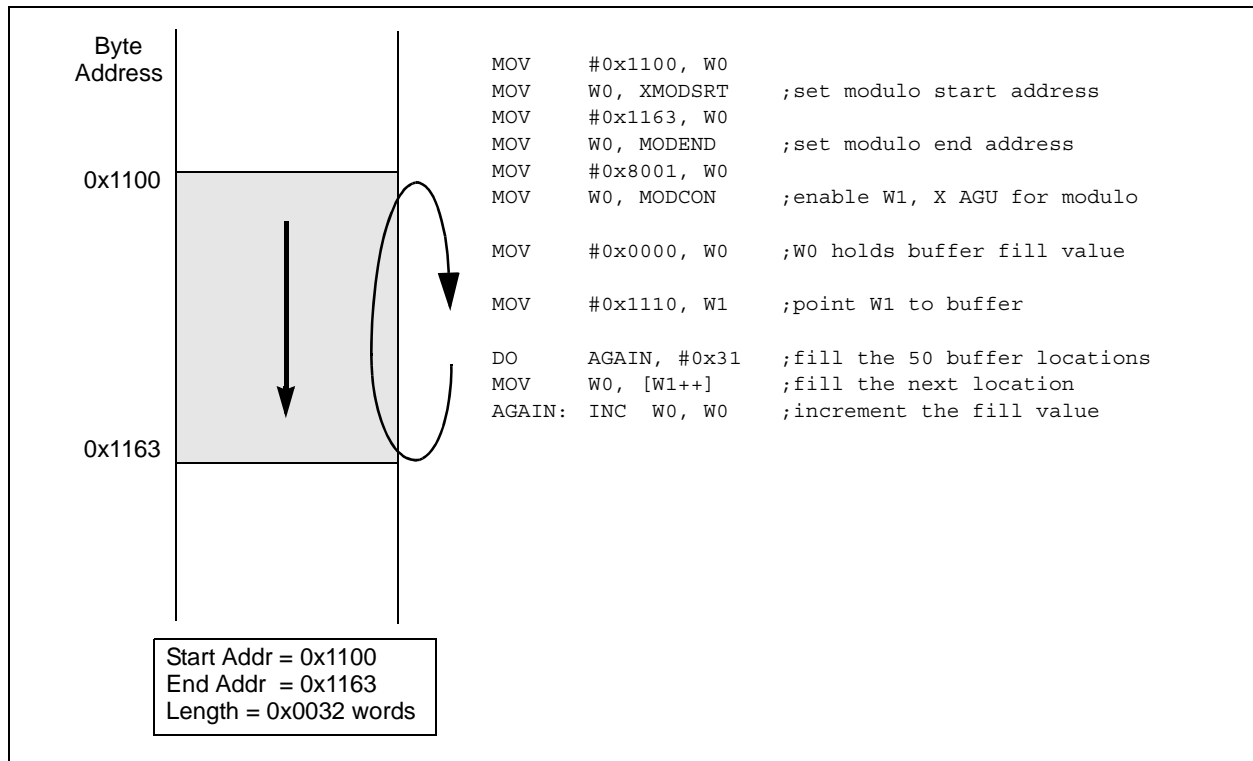 Byte
Address
0x1100
0x1163
MOV #0x1100, W0
MOV W0, XMODSRT ;set modulo start address
MOV #0x1163, W0
MOV W0, MODEND ;set modulo end address
MOV #0x8001, W0
MOV W0, MODCON ;enable W1, X AGU for modulo
MOV #0x0000, W0 ;W0 holds buffer fill value
MOV #0x1110, W1 ;point W1 to buffer
DO AGAIN, #0x31 ;fill the 50 buffer locations
MOV W0, [W1++] ;fill the next location
AGAIN: INC W0, W0 ;increment the fill value
Start Addr = 0x1100
End Addr = 0x1163
Length = 0x0032 words